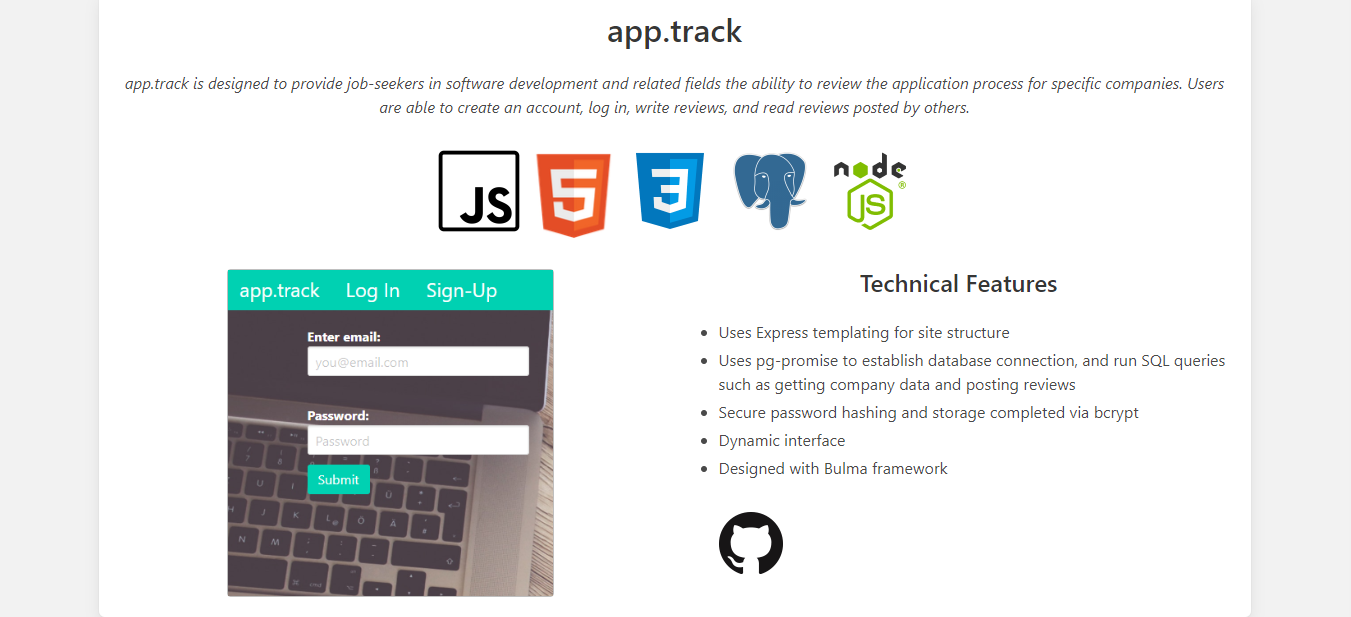 app.track
app.track is designed to provide job-seekers in software development and related fields the ability to review the application process for specific companies. Users
are able to create an account, log in, write reviews, and read reviews posted by others.
JS
5
3
node
JS
®
app.track Log In Sign-Up
Enter email:
you@email.com
Password:
Password
Submit
Technical Features
Uses Express templating for site structure
Uses pg-promise to establish database connection, and run SQL queries
such as getting company data and posting reviews
Secure password hashing and storage completed via bcrypt
Dynamic interface
Designed with Bulma framework